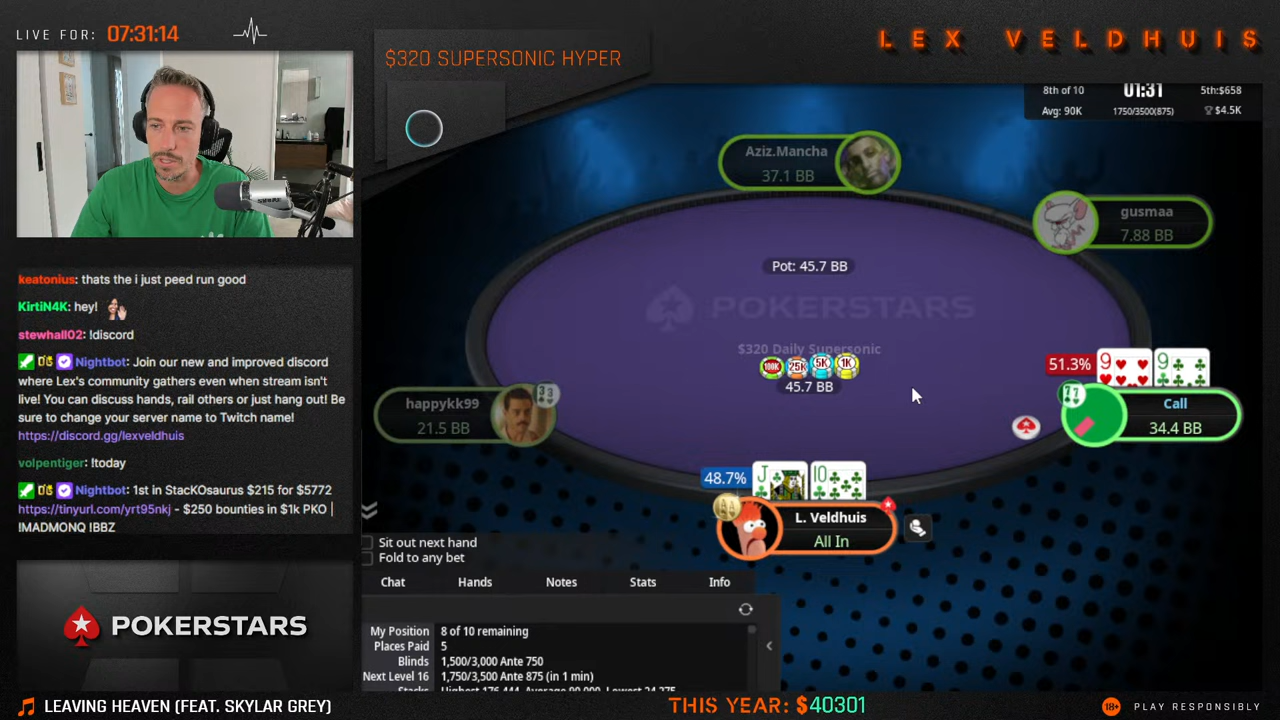 LIVE FOR: 07:31:14
$320 SUPERSONIC HYPER
LEX VELDHUIS
8th of 10
01:31
5th:$658
Avg: 90K
1750/3500(875)
$4.5K
Aziz.Mancha
37.1 BB
gusmaa
7.88 BB
Pot: 45.7 BB
POKERSTARS
$320 Daily Supersonic
100K 25K 5K 1K
45.7 BB
51.3%
9 9
Call
34.4 BB
happykk99
21.5 BB
48.7%
J 10
L. Veldhuis
All In
keatonius: thats the i just peed run good
KirtiN4K: hey!
stewhall02: !discord
Nightbot: Join our new and improved discord
where Lex's community gathers even when stream isn't
live! You can discuss hands, rail others or just hang out! Be
sure to change your server name to Twitch name!
https://discord.gg/lexveldhuis
volpentiger: !today
Nightbot: 1st in StacKOsaurus $215 for $5772
https://tinyurl.com/yrt95nkj - $250 bounties in $1k PKO |
!MADMONQ !BBZ
Sit out next hand
Fold to any bet
Chat Hands Notes Stats Info
My Position 8 of 10 remaining
Places Paid 5
Blinds 1,500/3,000 Ante 750
Next Level 16 1,750/3,500 Ante 875 (in 1 min)
POKERSTARS
LEAVING HEAVEN (FEAT. SKYLAR GREY)
THIS YEAR: $40301
18+ PLAY RESPONSIBLY